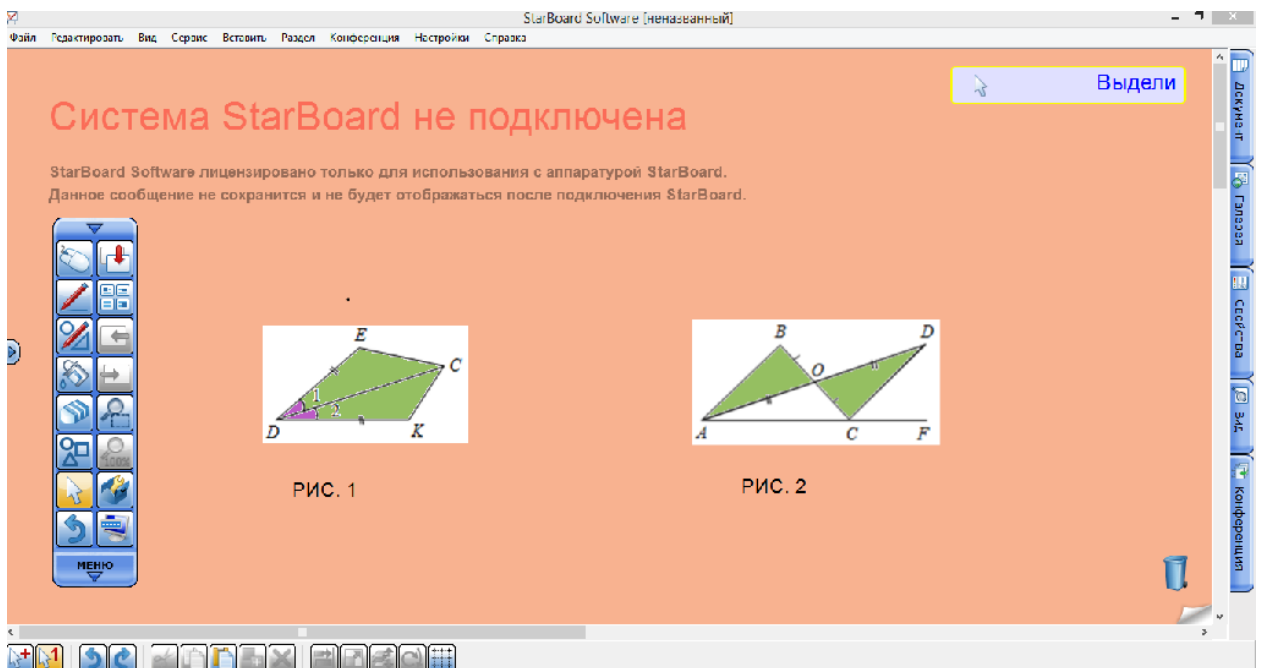 StarBoard Software [неназванный]
Файл Редактировать Вид Сервис Вставить Раздел Конференция Настройки Справка
Выдели
Система StarBoard не подключена
StarBoard Software лицензировано только для использования с аппаратурой StarBoard.
Данное сообщение не сохранится и не будет отображаться после подключения StarBoard.
Документ
Галерея
Свойства
Вид
Конференция
E
C
1
2
D
K
B
D
O
A
C
F
РИС. 1
РИС. 2
100%
МЕНЮ